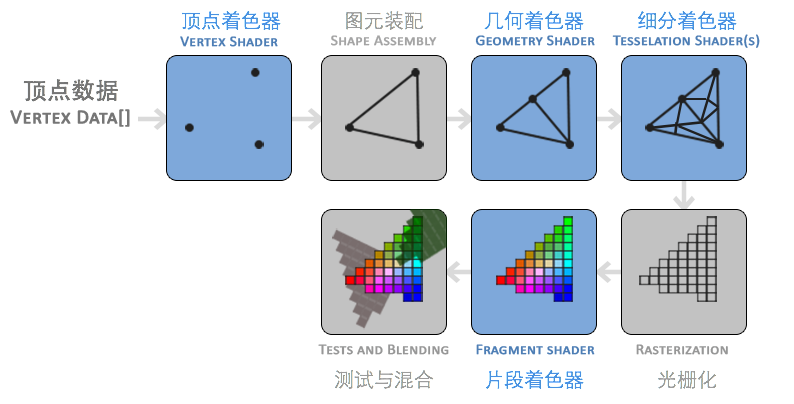 顶点着色器
VERTEX SHADER
图元装配
SHAPE ASSEMBLY
几何着色器
GEOMETRY SHADER
细分着色器
TESSELATION SHADER(S)
顶点数据
VERTEX DATA[]
TESTS AND BLENDING
测试与混合
FRAGMENT SHADER
片段着色器
RASTERIZATION
光栅化